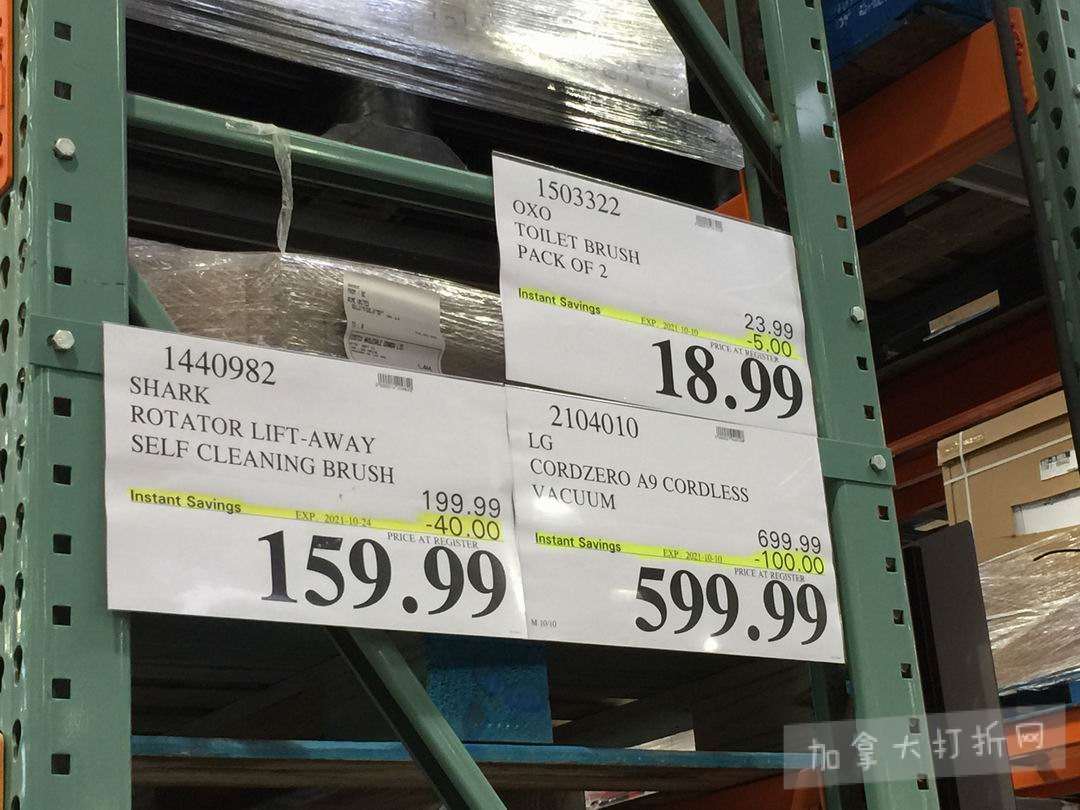 1503322
OXO
TOILET BRUSH
PACK OF 2
Instant Savings
EXP. 2021-10-10
23.99
-5.00
PRICE AT REGISTER
18.99
1440982
SHARK
ROTATOR LIFT-AWAY
SELF CLEANING BRUSH
Instant Savings
EXP. 2021-10-24
199.99
-40.00
PRICE AT REGISTER
159.99
2104010
LG
CORDZERO A9 CORDLESS
VACUUM
Instant Savings
EXP. 2021-10-10
699.99
-100.00
PRICE AT REGISTER
599.99
M 10/10
加拿大打折网